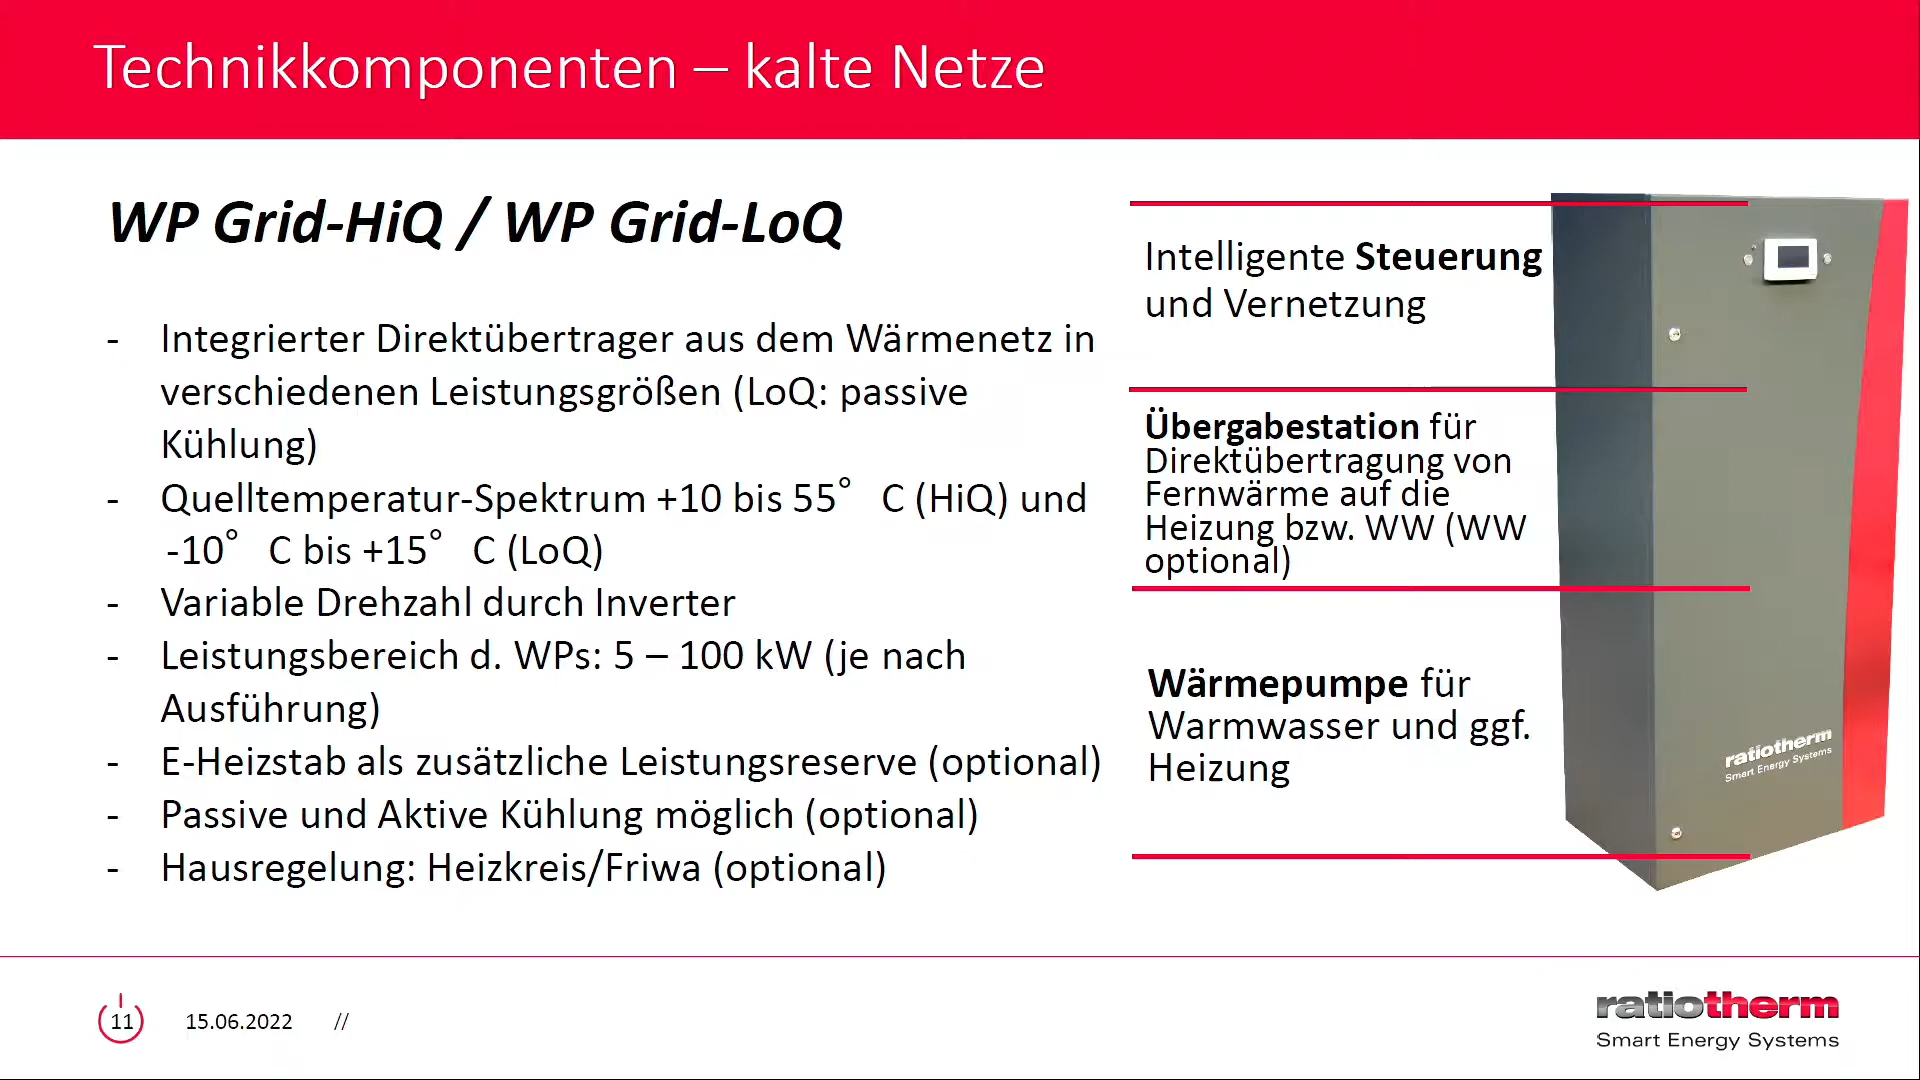 Technikkomponenten – kalte Netze
WP Grid-HiQ / WP Grid-LoQ
- Integrierter Direktübertrager aus dem Wärmenetz in
verschiedenen Leistungsgrößen (LoQ: passive
Kühlung)
- Quelltemperatur-Spektrum +10 bis 55° C (HiQ) und
-10° C bis +15° C (LoQ)
- Variable Drehzahl durch Inverter
- Leistungsbereich d. WPs: 5 – 100 kW (je nach
Ausführung)
- E-Heizstab als zusätzliche Leistungsreserve (optional)
- Passive und Aktive Kühlung möglich (optional)
- Hausregelung: Heizkreis/Friwa (optional)
Intelligente Steuerung
und Vernetzung
Übergabestation für
Direktübertragung von
Fernwärme auf die
Heizung bzw. WW (WW
optional)
Wärmepumpe für
Warmwasser und ggf.
Heizung
ratiotherm
Smart Energy Systems
11 15.06.2022 //
ratiotherm
Smart Energy Systems